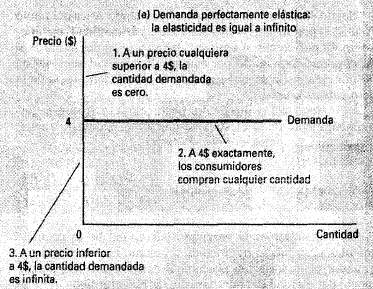 (e) Demanda perfectamente elástica:
la elasticidad es igual a infinito
Precio ($)
1. A un precio cualquiera
superior a 4$, la
cantidad demandada
es cero.
4
Demanda
2. A 4$ exactamente,
los consumidores
compran cualquier cantidad
0
Cantidad
3. A un precio inferior
a 4$, la cantidad demandada
es infinita.